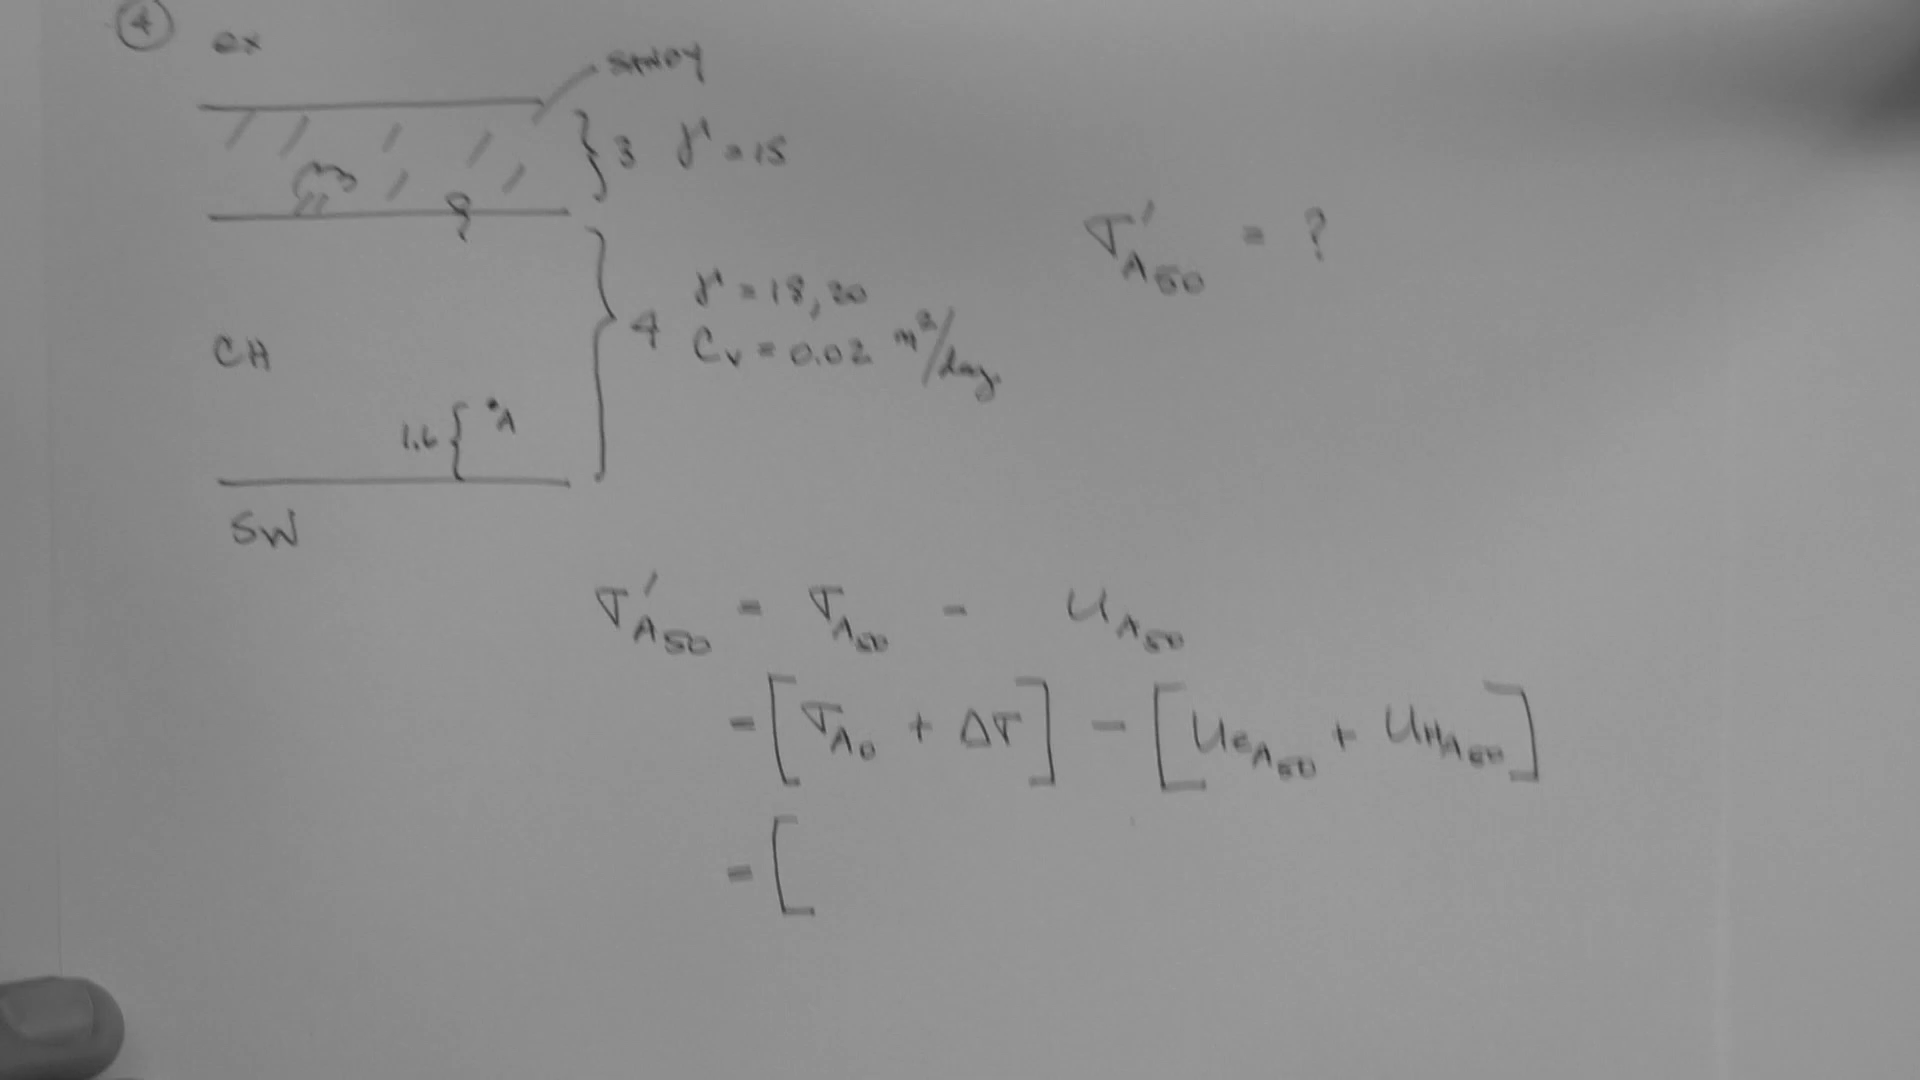 ④ ex
SANDY
3 γ' = 15
σ'A50 = ?
γ' = 18, 20
4 Cv = 0.02 m²/day.
CH
1.6 { •A
SW
σ'A50 = σA50 - UA50
= [σA0 + Δσ] - [UeA50 + UHA50]
= [